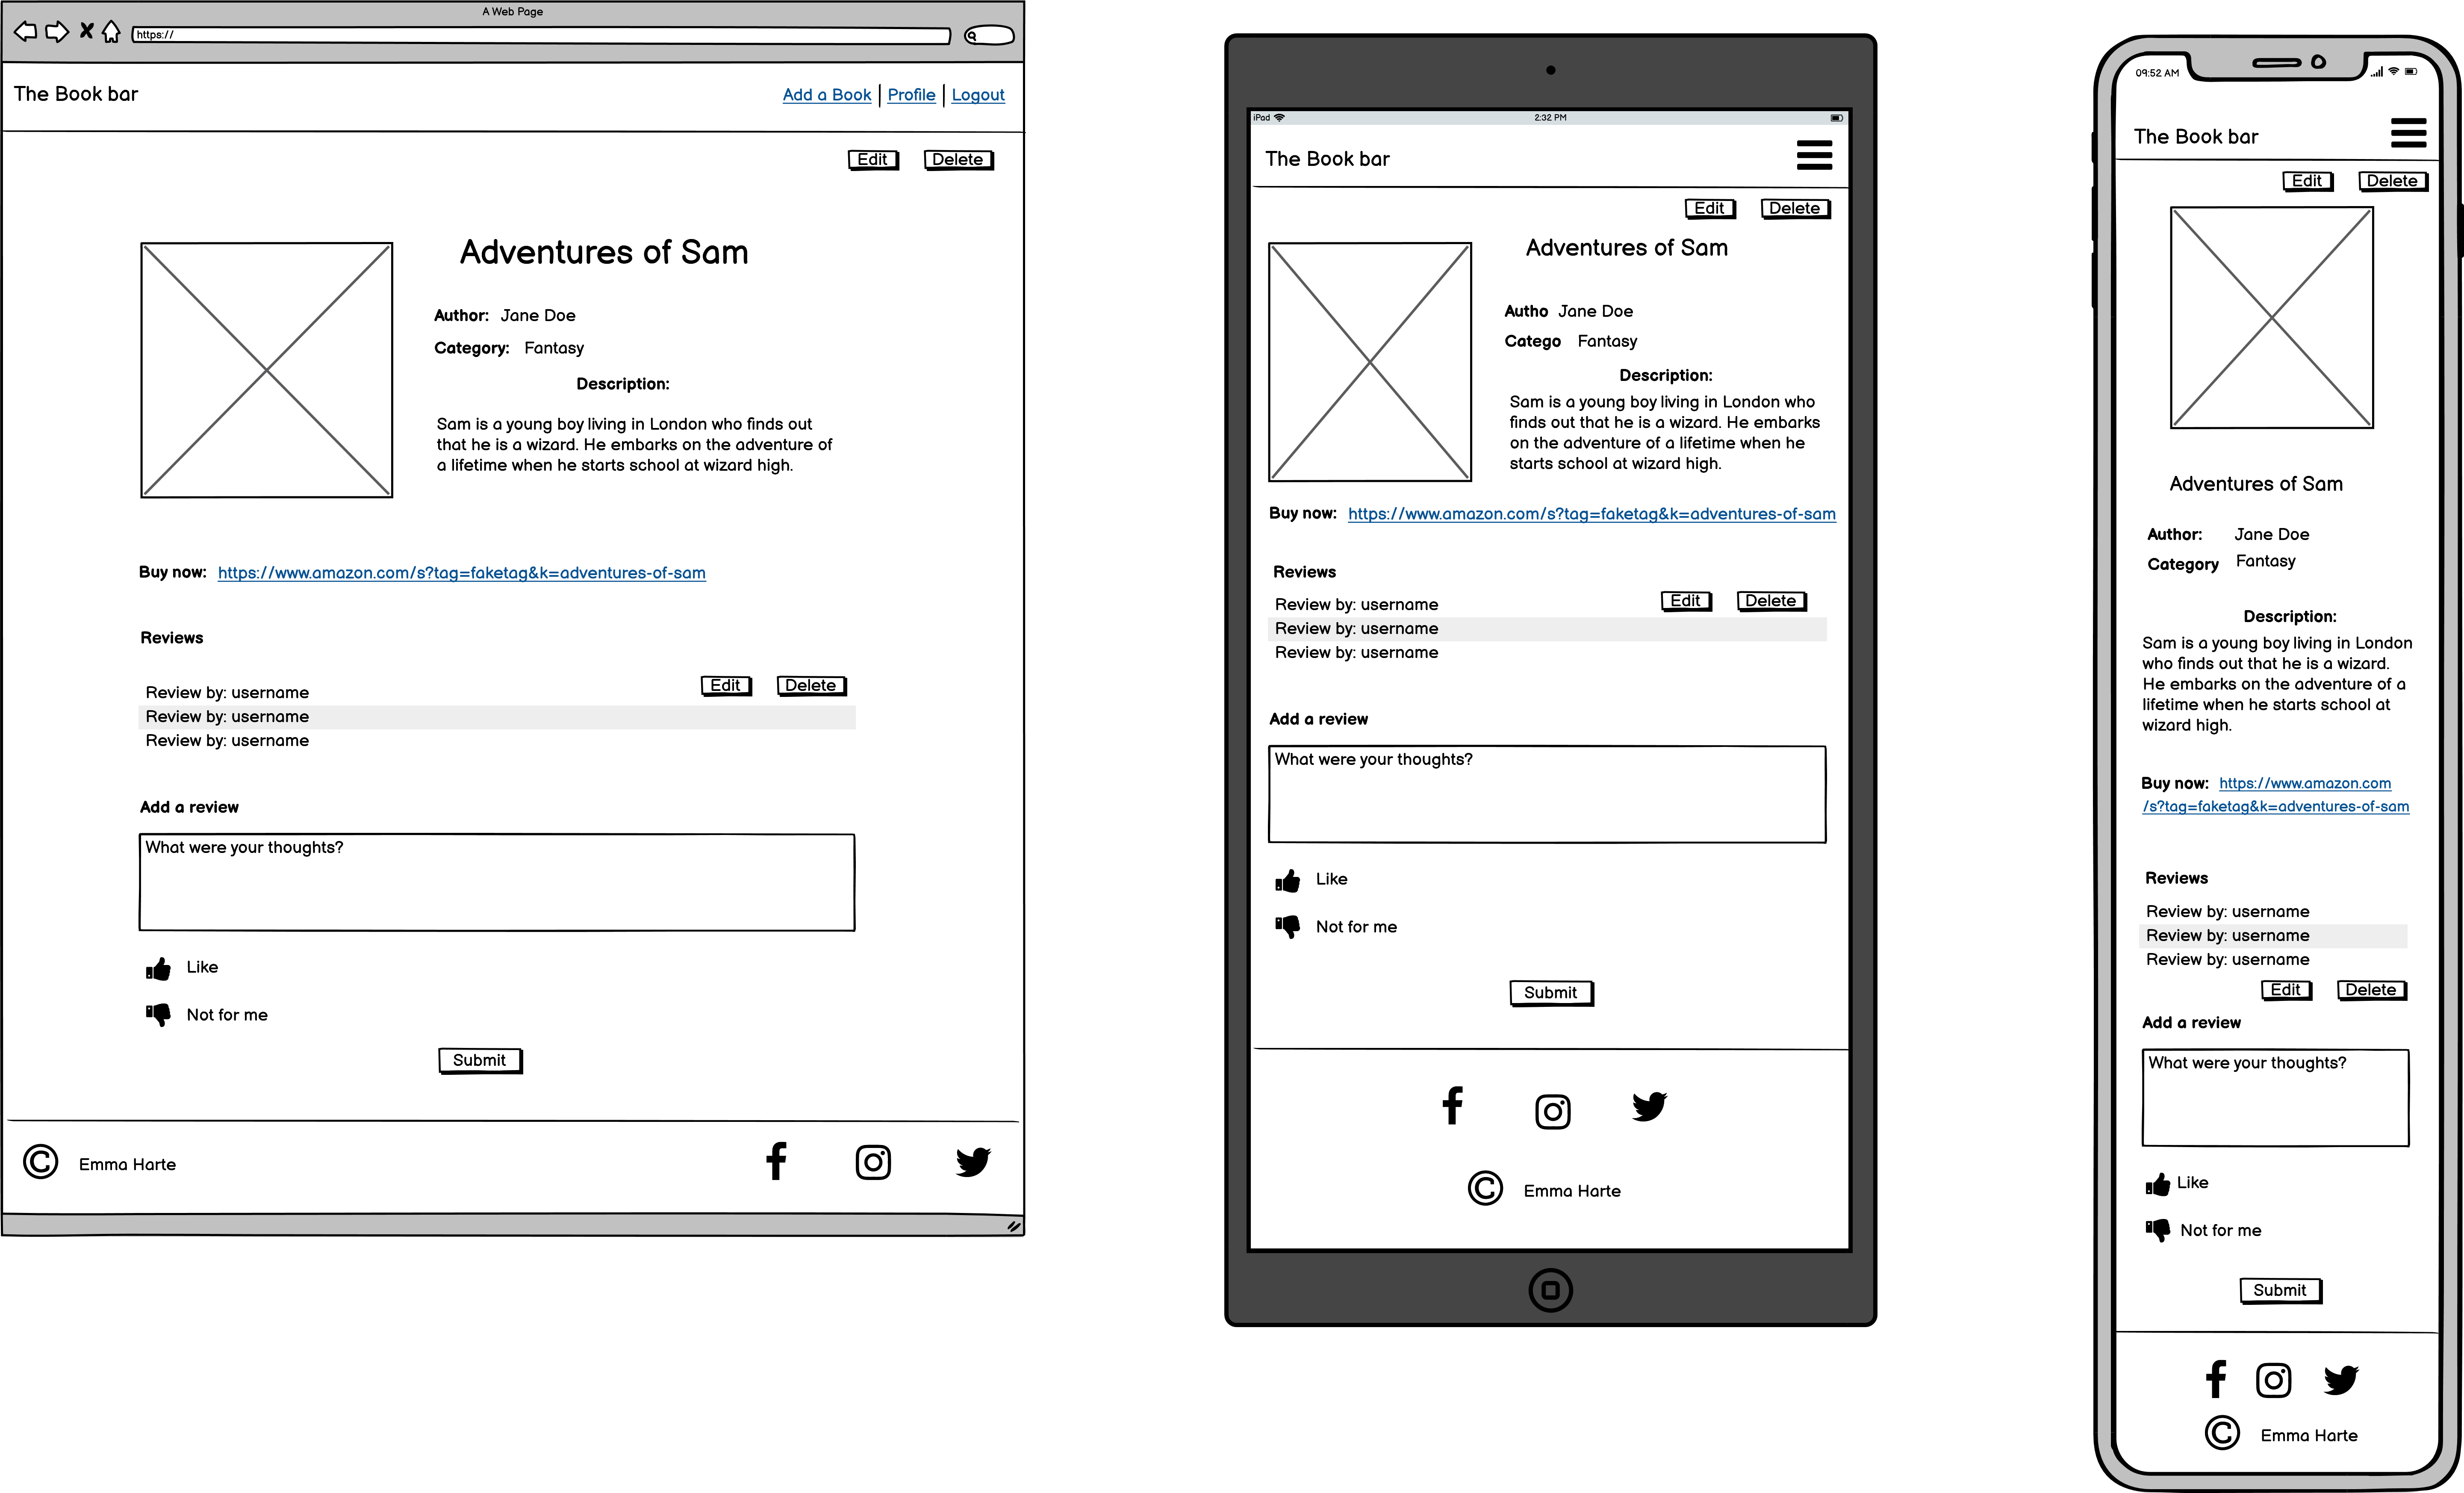 A Web Page
https://
The Book bar
Add a Book | Profile | Logout
Edit Delete
Adventures of Sam
Author: Jane Doe
Category: Fantasy
Description:
Sam is a young boy living in London who finds out
that he is a wizard. He embarks on the adventure of
a lifetime when he starts school at wizard high.
Buy now: https://www.amazon.com/s?tag=faketag&k=adventures-of-sam
Reviews
Edit Delete
Review by: username
Review by: username
Review by: username
Add a review
What were your thoughts?
Like
Not for me
Submit
© Emma Harte
iPad 2:32 PM
The Book bar
Edit Delete
Adventures of Sam
Autho Jane Doe
Catego Fantasy
Description:
Sam is a young boy living in London who
finds out that he is a wizard. He embarks
on the adventure of a lifetime when he
starts school at wizard high.
Buy now: https://www.amazon.com/s?tag=faketag&k=adventures-of-sam
Reviews
Review by: username Edit Delete
Review by: username
Review by: username
Add a review
What were your thoughts?
Like
Not for me
Submit
© Emma Harte
09:52 AM
The Book bar
Edit Delete
Adventures of Sam
Author: Jane Doe
Category Fantasy
Description:
Sam is a young boy living in London
who finds out that he is a wizard.
He embarks on the adventure of a
lifetime when he starts school at
wizard high.
Buy now: https://www.amazon.com
/s?tag=faketag&k=adventures-of-sam
Reviews
Review by: username
Review by: username
Review by: username
Edit Delete
Add a review
What were your thoughts?
Like
Not for me
Submit
© Emma Harte